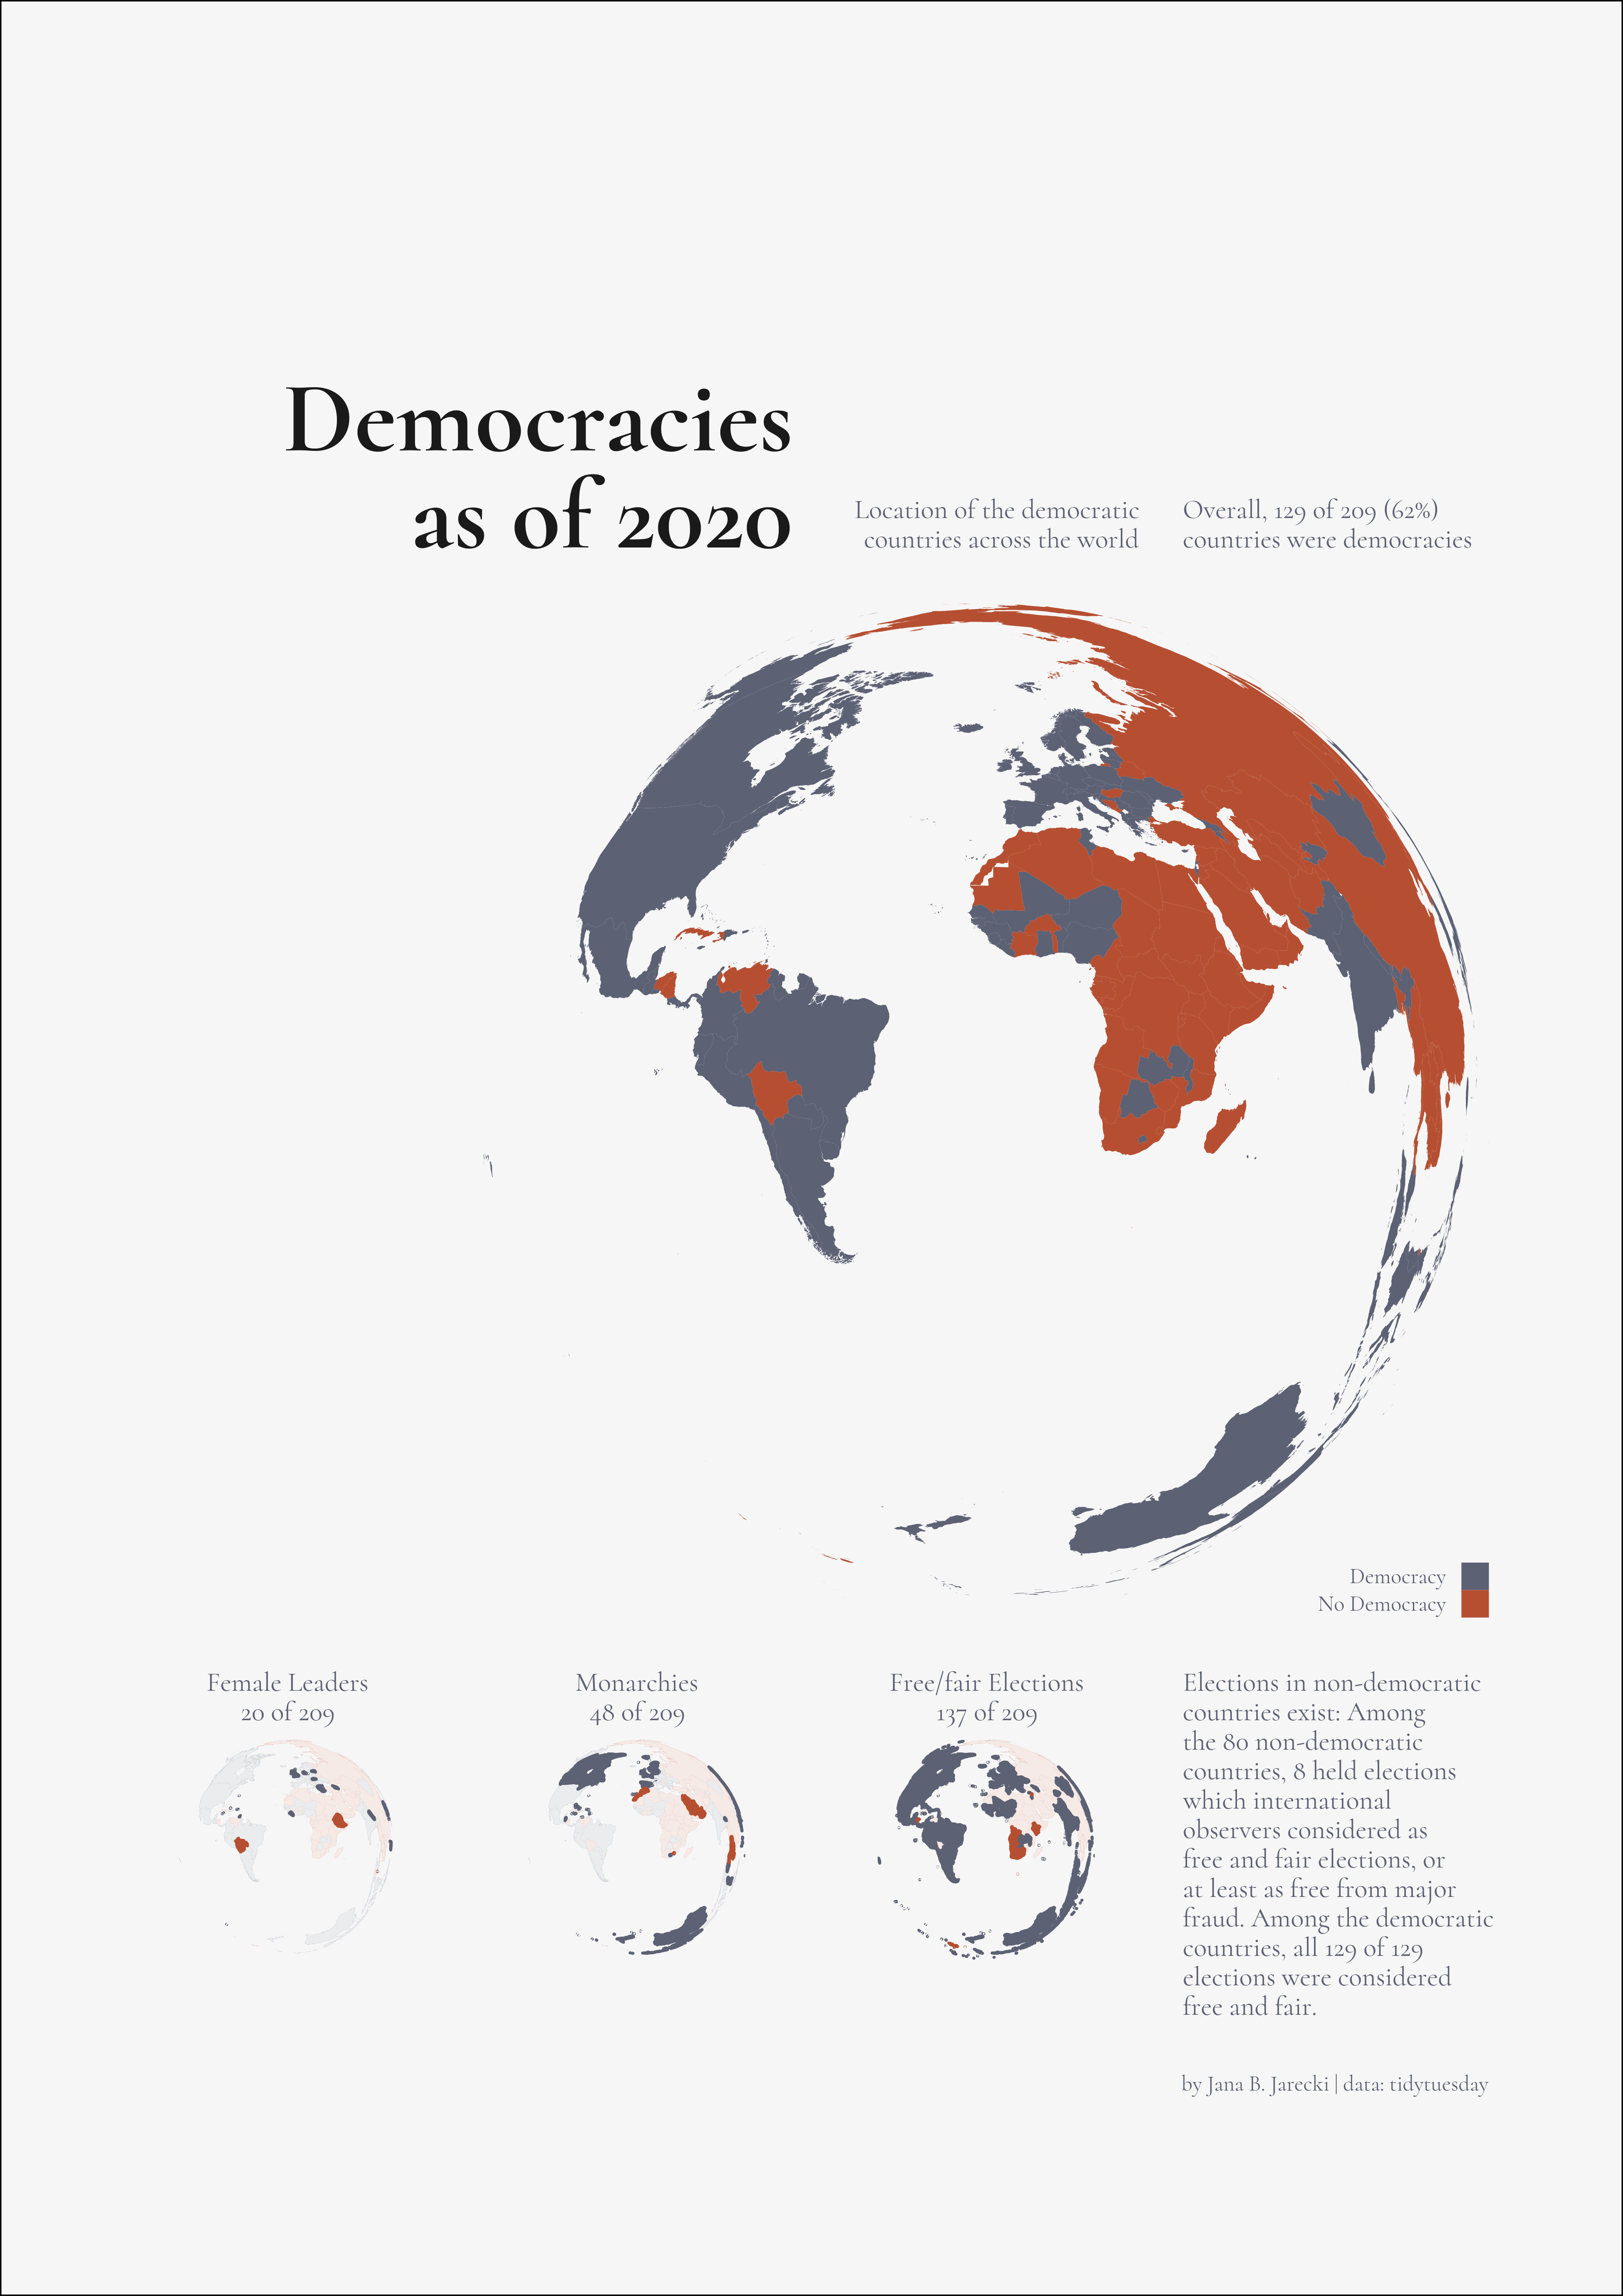 Democracies
as of 2020
Location of the democratic
countries across the world
Overall, 129 of 209 (62%)
countries were democracies
Democracy
No Democracy
Female Leaders
20 of 209
Monarchies
48 of 209
Free/fair Elections
137 of 209
Elections in non-democratic
countries exist: Among
the 80 non-democratic
countries, 8 held elections
which international
observers considered as
free and fair elections, or
at least as free from major
fraud. Among the democratic
countries, all 129 of 129
elections were considered
free and fair.
by Jana B. Jarecki | data: tidytuesday